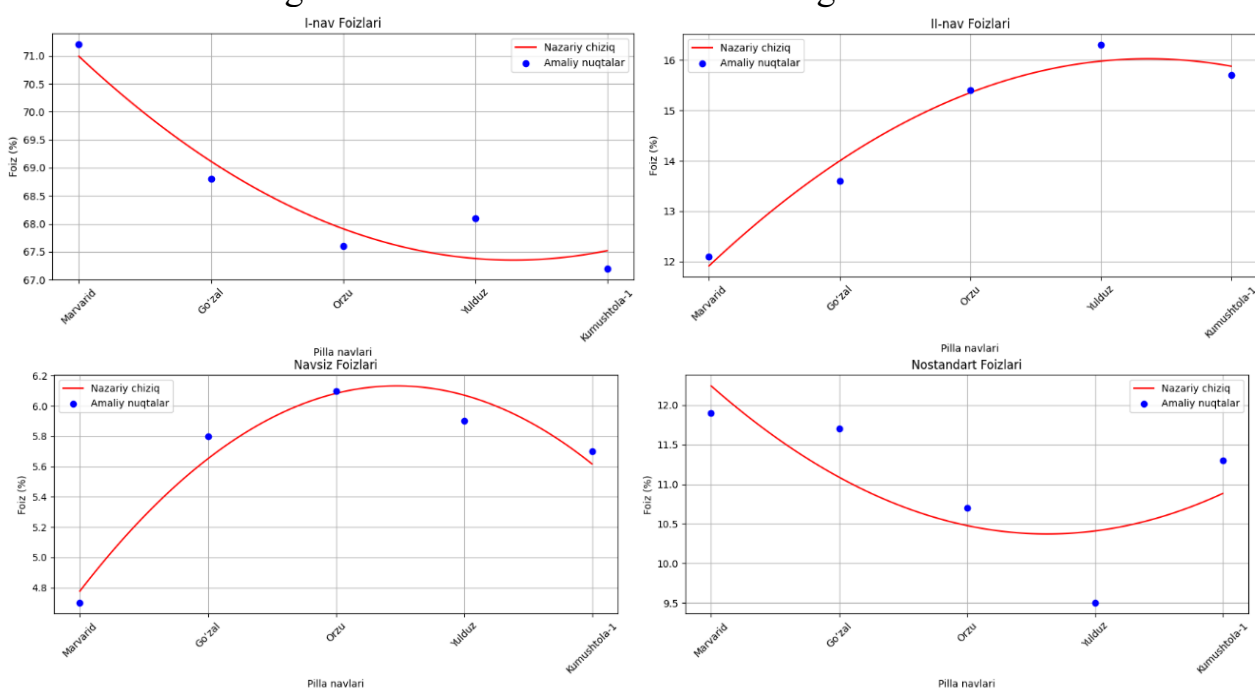 I-nav Foizlari
Nazariy chiziq
Amaliy nuqtalar
71.0
70.5
70.0
69.5
69.0
68.5
68.0
67.5
67.0
Foiz (%)
Marvarid
Go'zal
Orzu
Yulduz
Kumushtola-1
Pilla navlari
II-nav Foizlari
Nazariy chiziq
Amaliy nuqtalar
16
15
14
13
12
Foiz (%)
Marvarid
Go'zal
Orzu
Yulduz
Kumushtola-1
Pilla navlari
Navsiz Foizlari
Nazariy chiziq
Amaliy nuqtalar
6.2
6.0
5.8
5.6
5.4
5.2
5.0
4.8
Foiz (%)
Marvarid
Go'zal
Orzu
Yulduz
Kumushtola-1
Pilla navlari
Nostandart Foizlari
Nazariy chiziq
Amaliy nuqtalar
12.0
11.5
11.0
10.5
10.0
9.5
Foiz (%)
Marvarid
Go'zal
Orzu
Yulduz
Kumushtola-1
Pilla navlari